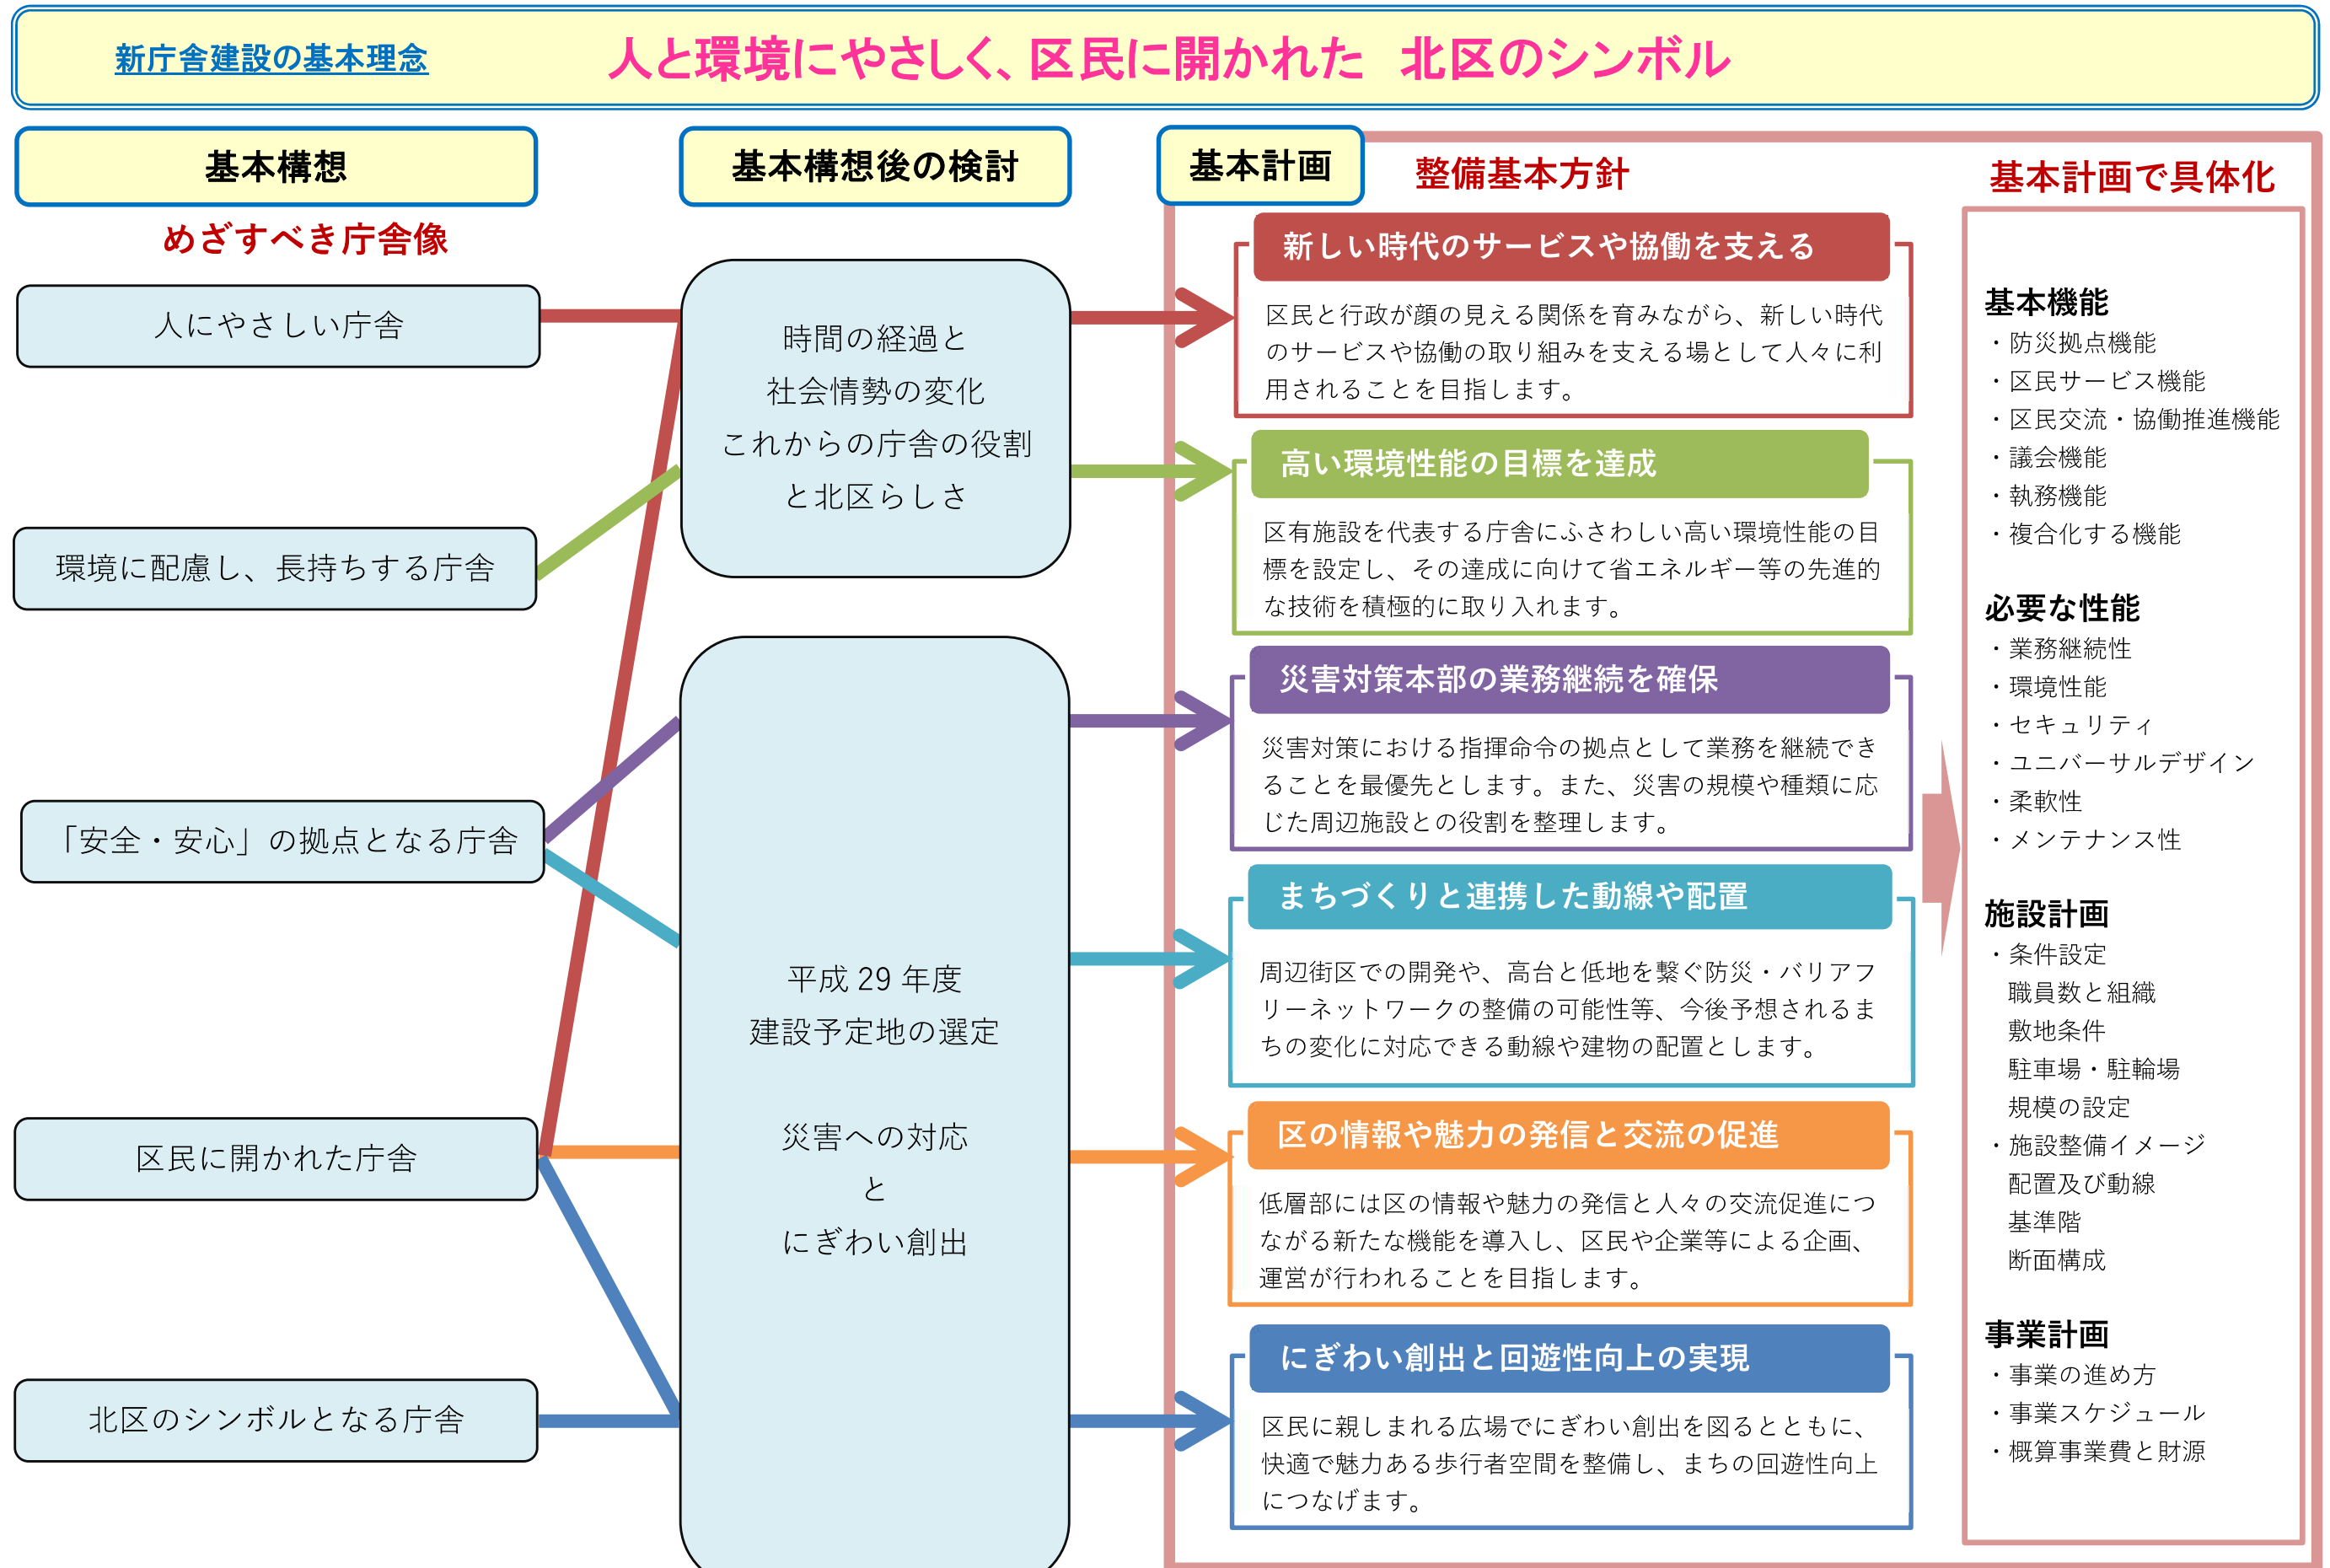 新庁舎建設の基本理念
人と環境にやさしく、区民に開かれた　北区のシンボル
基本構想
めざすべき庁舎像
人にやさしい庁舎
環境に配慮し、長持ちする庁舎
「安全・安心」の拠点となる庁舎
区民に開かれた庁舎
北区のシンボルとなる庁舎
基本構想後の検討
時間の経過と
社会情勢の変化
これからの庁舎の役割
と北区らしさ
平成 29 年度
建設予定地の選定
災害への対応
と
にぎわい創出
基本計画
整備基本方針
新しい時代のサービスや協働を支える
区民と行政が顔の見える関係を育みながら、新しい時代
のサービスや協働の取り組みを支える場として人々に利
用されることを目指します。
高い環境性能の目標を達成
区有施設を代表する庁舎にふさわしい高い環境性能の目
標を設定し、その達成に向けて省エネルギー等の先進的
な技術を積極的に取り入れます。
災害対策本部の業務継続を確保
災害対策における指揮命令の拠点として業務を継続でき
ることを最優先とします。また、災害の規模や種類に応
じた周辺施設との役割を整理します。
まちづくりと連携した動線や配置
周辺街区での開発や、高台と低地を繋ぐ防災・バリアフ
リーネットワークの整備の可能性等、今後予想されるま
ちの変化に対応できる動線や建物の配置とします。
区の情報や魅力の発信と交流の促進
低層部には区の情報や魅力の発信と人々の交流促進につ
ながる新たな機能を導入し、区民や企業等による企画、
運営が行われることを目指します。
にぎわい創出と回遊性向上の実現
区民に親しまれる広場でにぎわい創出を図るとともに、
快適で魅力ある歩行者空間を整備し、まちの回遊性向上
につなげます。
基本計画で具体化
基本機能
・防災拠点機能
・区民サービス機能
・区民交流・協働推進機能
・議会機能
・執務機能
・複合化する機能
必要な性能
・業務継続性
・環境性能
・セキュリティ
・ユニバーサルデザイン
・柔軟性
・メンテナンス性
施設計画
・条件設定
職員数と組織
敷地条件
駐車場・駐輪場
規模の設定
・施設整備イメージ
配置及び動線
基準階
断面構成
事業計画
・事業の進め方
・事業スケジュール
・概算事業費と財源